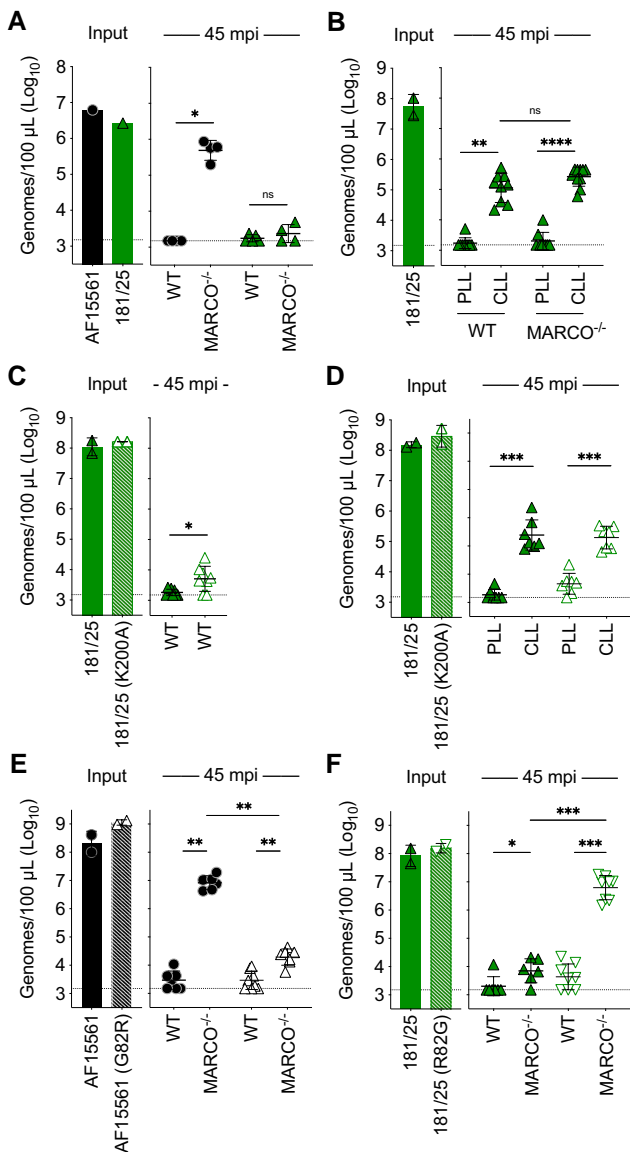 A
Input
45 mpi
Genomes/100 µL (Log10)
8
7
6
5
4
3
*
ns
AF15561
181/25
WT
MARCO-/-
WT
MARCO-/-
B
Input
45 mpi
Genomes/100 µL (Log10)
9
8
7
6
5
4
3
ns
**
****
181/25
PLL
CLL
PLL
CLL
WT
MARCO-/-
C
Input
- 45 mpi -
Genomes/100 µL (Log10)
9
8
7
6
5
4
3
*
181/25
181/25 (K200A)
WT
WT
D
Input
45 mpi
Genomes/100 µL (Log10)
9
8
7
6
5
4
3
***
***
181/25
181/25 (K200A)
PLL
CLL
PLL
CLL
E
Input
45 mpi
Genomes/100 µL (Log10)
9
8
7
6
5
4
3
**
**
**
AF15561
AF15561 (G82R)
WT
MARCO-/-
WT
MARCO-/-
F
Input
45 mpi
Genomes/100 µL (Log10)
9
8
7
6
5
4
3
***
*
***
181/25
181/25 (R82G)
WT
MARCO-/-
WT
MARCO-/-